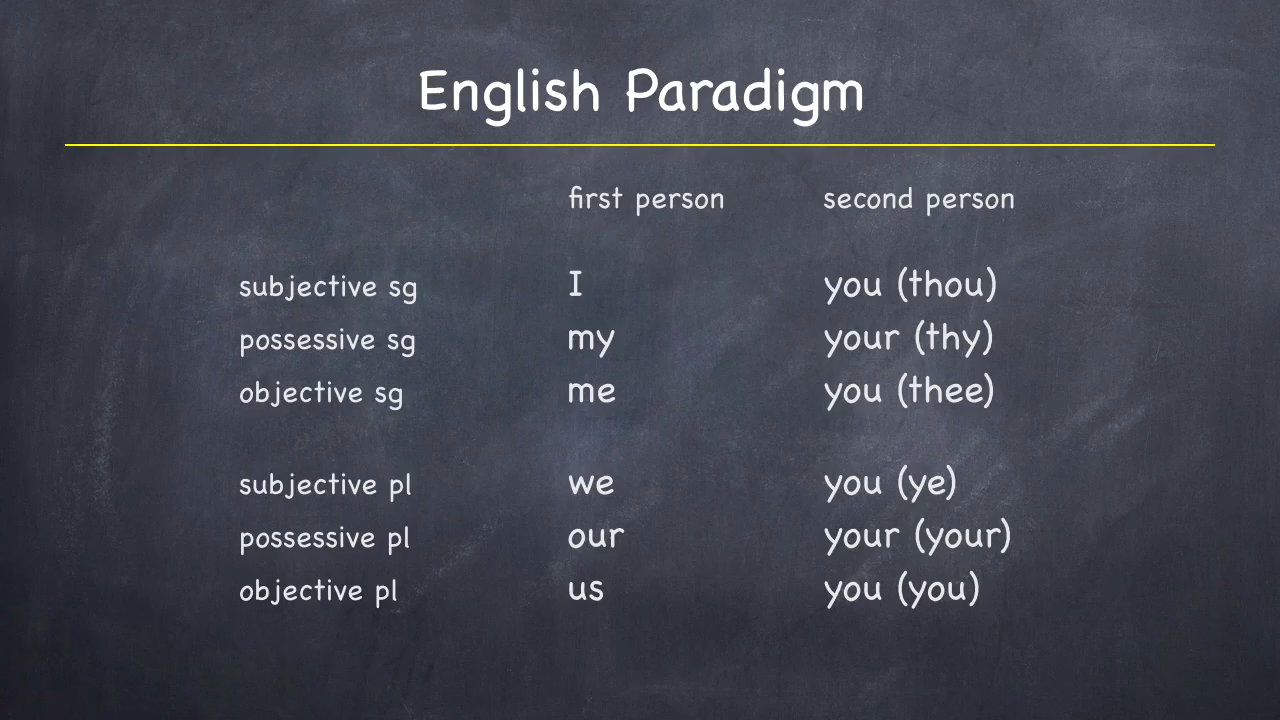 English Paradigm
first person second person
subjective sg I you (thou)
possessive sg my your (thy)
objective sg me you (thee)
subjective pl we you (ye)
possessive pl our your (your)
objective pl us you (you)